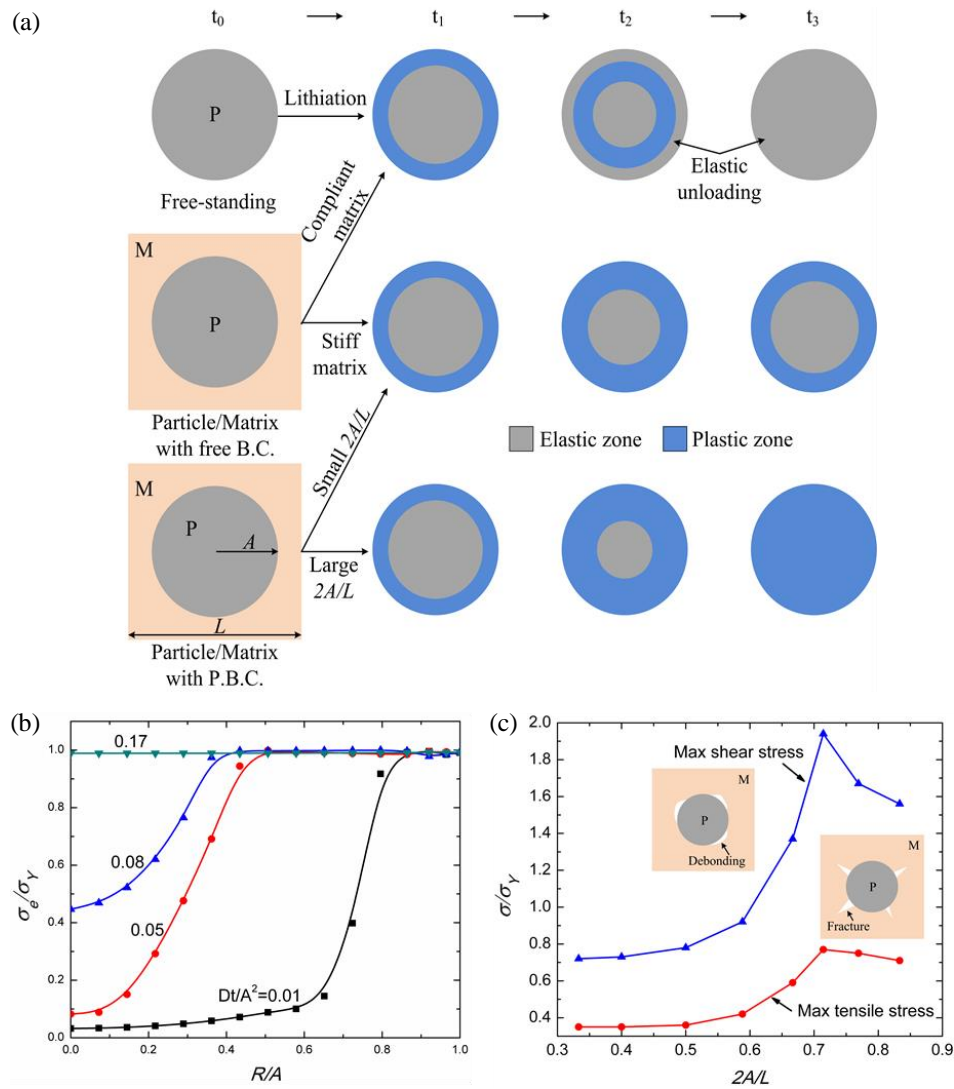 (a)
t₀ t₁ t₂ t₃
P
Lithiation
Free-standing
Elastic
unloading
Compliant
matrix
M
P
Stiff
matrix
Particle/Matrix
with free B.C.
Elastic zone Plastic zone
Small 2A/L
M
P
A
Large
2A/L
L
Particle/Matrix
with P.B.C.
(b)
σₑ/σ_Y
1.0
0.8
0.6
0.4
0.2
0.0
0.17
0.08
0.05
Dt/A²=0.01
0.0 0.2 0.4 0.6 0.8 1.0
R/A
(c)
σ/σ_Y
2.0
1.8
1.6
1.4
1.2
1.0
0.8
0.6
0.4
Max shear stress
M
P
Debonding
M
P
Fracture
Max tensile stress
0.3 0.4 0.5 0.6 0.7 0.8 0.9
2A/L